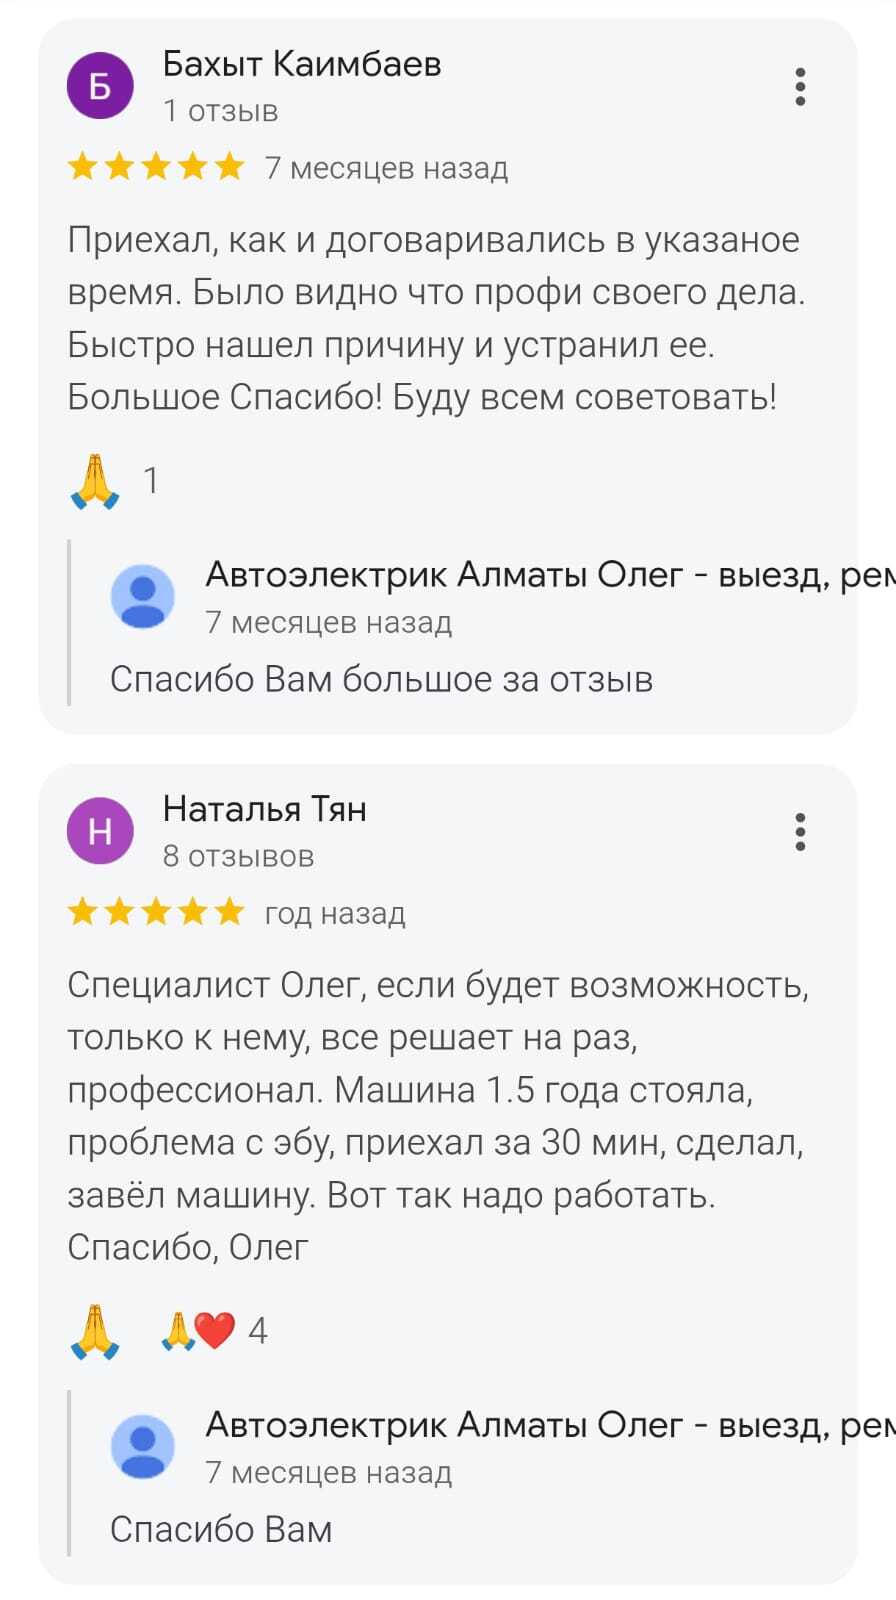 Б
Бахыт Каимбаев
1 отзыв
7 месяцев назад
Приехал, как и договаривались в указаное
время. Было видно что профи своего дела.
Быстро нашел причину и устранил ее.
Большое Спасибо! Буду всем советовать!
1
Автоэлектрик Алматы Олег - выезд, рем
7 месяцев назад
Спасибо Вам большое за отзыв
Н
Наталья Тян
8 отзывов
год назад
Специалист Олег, если будет возможность,
только к нему, все решает на раз,
профессионал. Машина 1.5 года стояла,
проблема с эбу, приехал за 30 мин, сделал,
завёл машину. Вот так надо работать.
Спасибо, Олег
4
Автоэлектрик Алматы Олег - выезд, рем
7 месяцев назад
Спасибо Вам